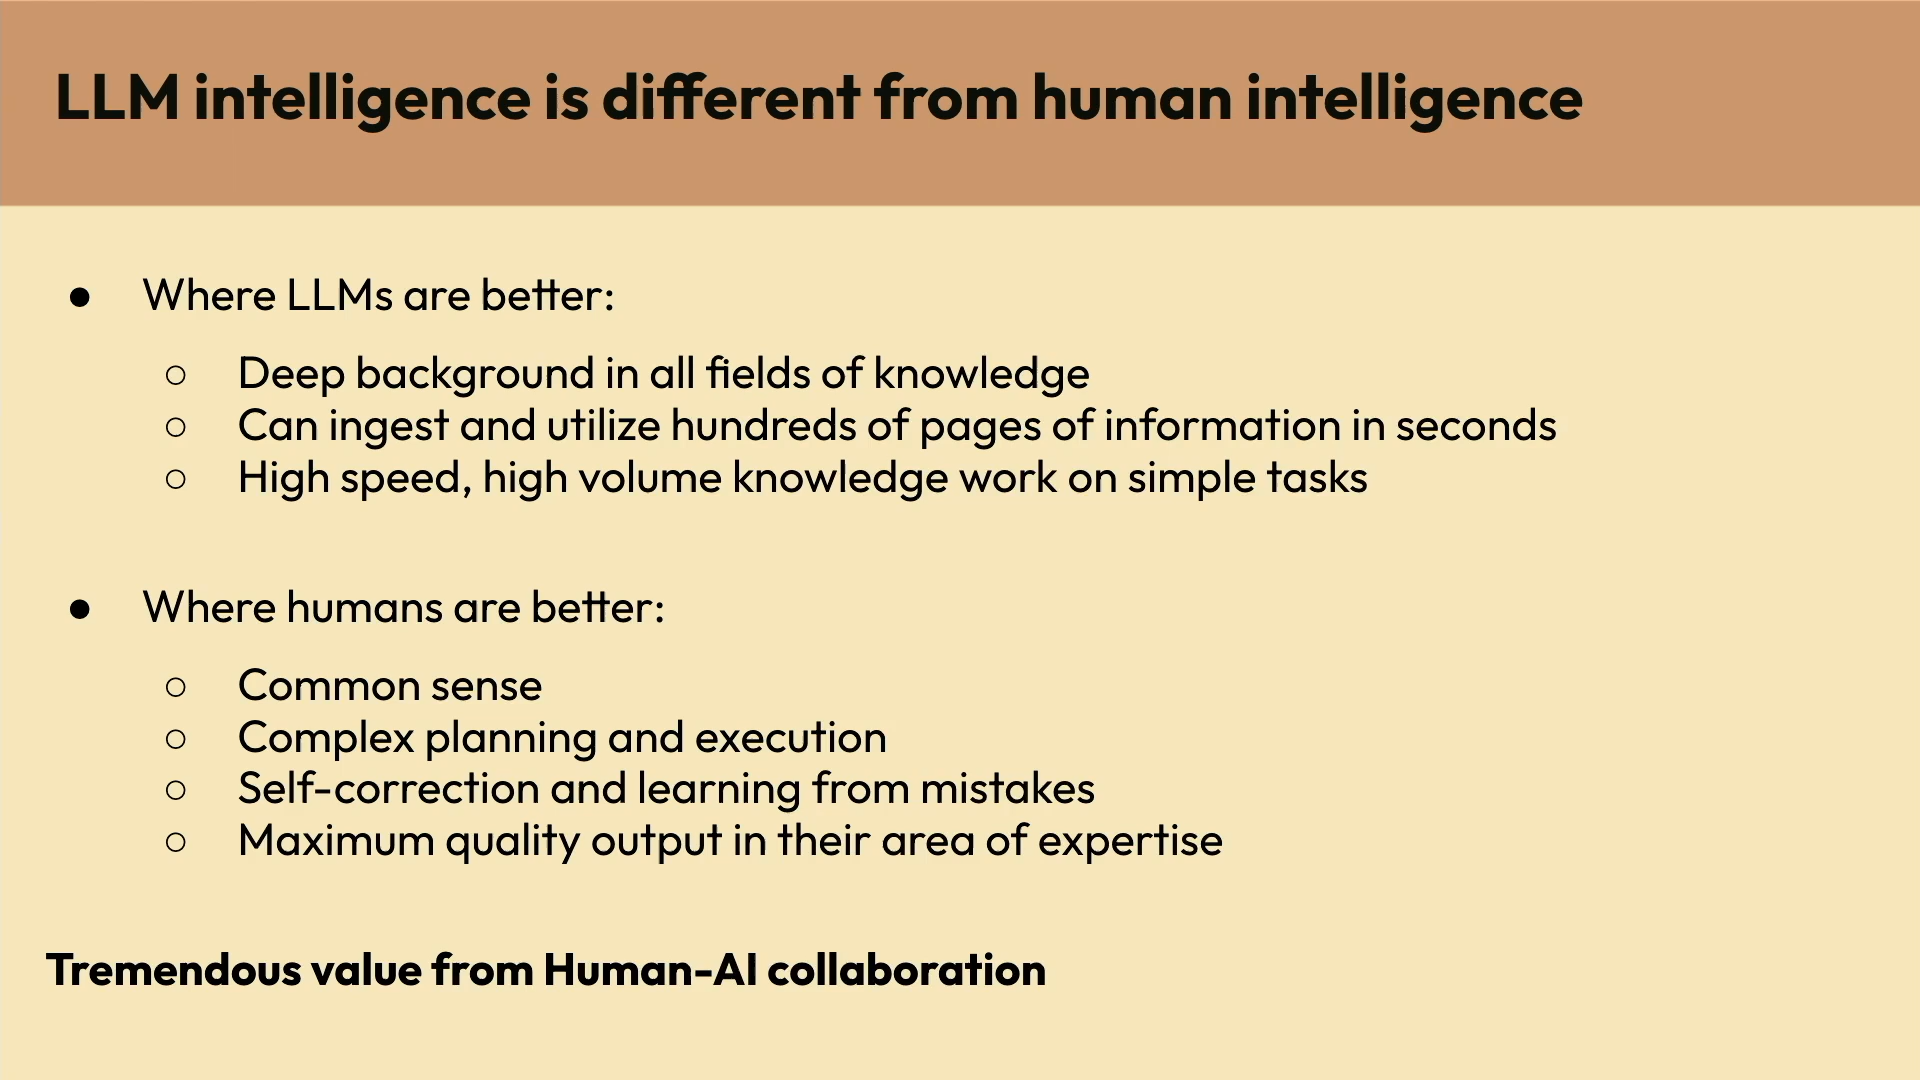 LLM intelligence is different from human intelligence
● Where LLMs are better:
○ Deep background in all fields of knowledge
○ Can ingest and utilize hundreds of pages of information in seconds
○ High speed, high volume knowledge work on simple tasks
● Where humans are better:
○ Common sense
○ Complex planning and execution
○ Self-correction and learning from mistakes
○ Maximum quality output in their area of expertise
Tremendous value from Human-AI collaboration